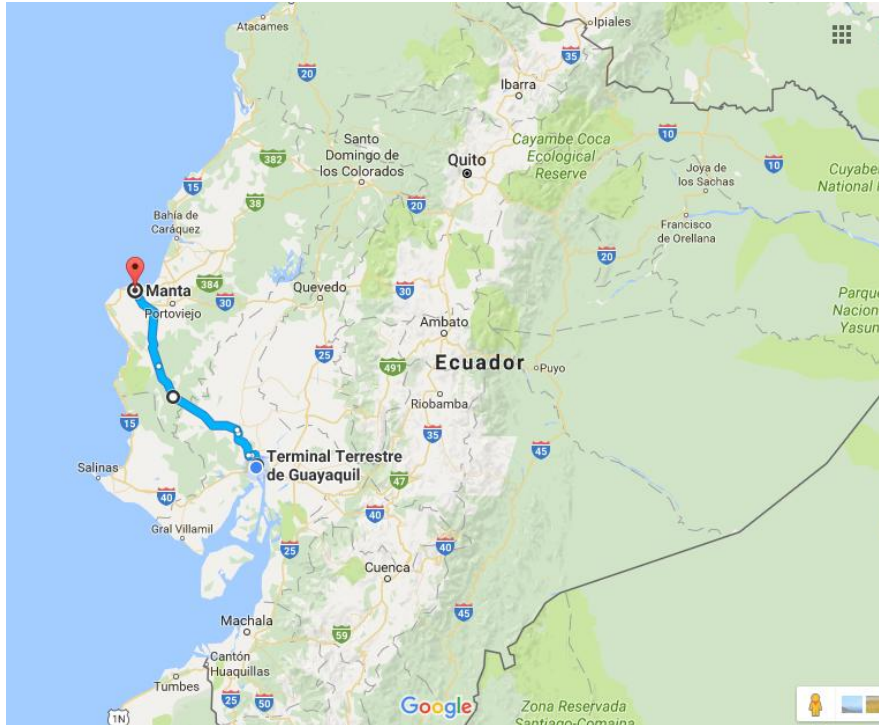 Atacames
Ipiales
20
35
Ibarra
Santo
Domingo de
los Colorados
382
Quito
Cayambe Coca
Ecological
Reserve
10
Joya de
los Sachas
10
Cuyabe
National
15
38
20
Bahía de
Caráquez
Francisco
de Orellana
20
Manta
384
Quevedo
30
Portoviejo
30
Parque
Nacion
Yasun
Ambato
25
491
Ecuador
Puyo
Riobamba
15
35
45
Terminal Terrestre
de Guayaquil
Salinas
40
47
Gral Villamil
40
25
40
Cuenca
45
Machala
59
Cantón
Huaquillas
Tumbes
25
50
Google
1N
Zona Reservada
Santiago-Comaina